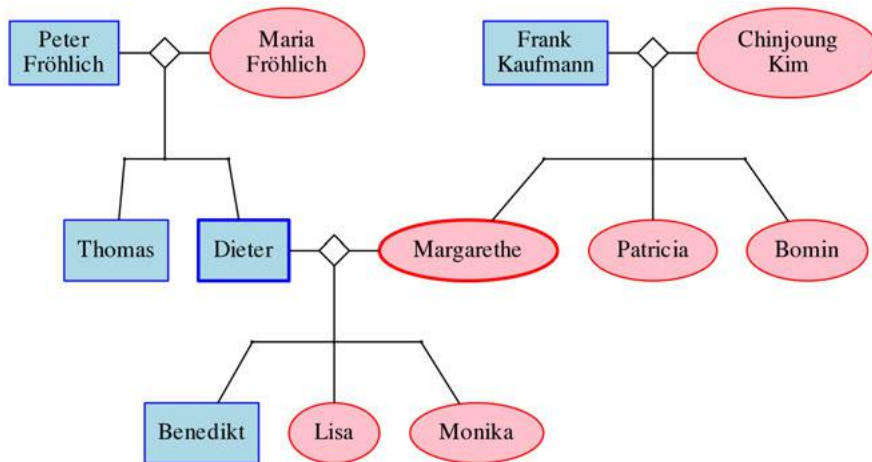 Peter
Fröhlich
Maria
Fröhlich
Frank
Kaufmann
Chinjoung
Kim
Thomas
Dieter
Margarethe
Patricia
Bomin
Benedikt
Lisa
Monika